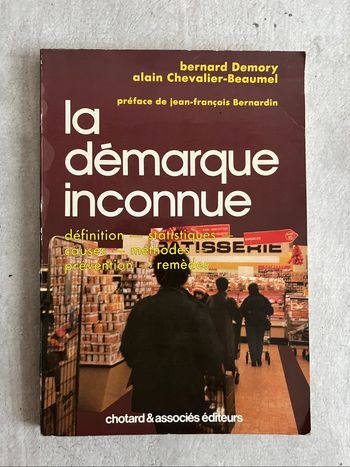 bernard Demory
alain Chevalier-Beaumel
préface de jean-françois Bernardin
la
démarque
inconnue
définition - statistiques
causes - méthodes
prévention - remèdes
TISSERIE
chotard & associés éditeurs